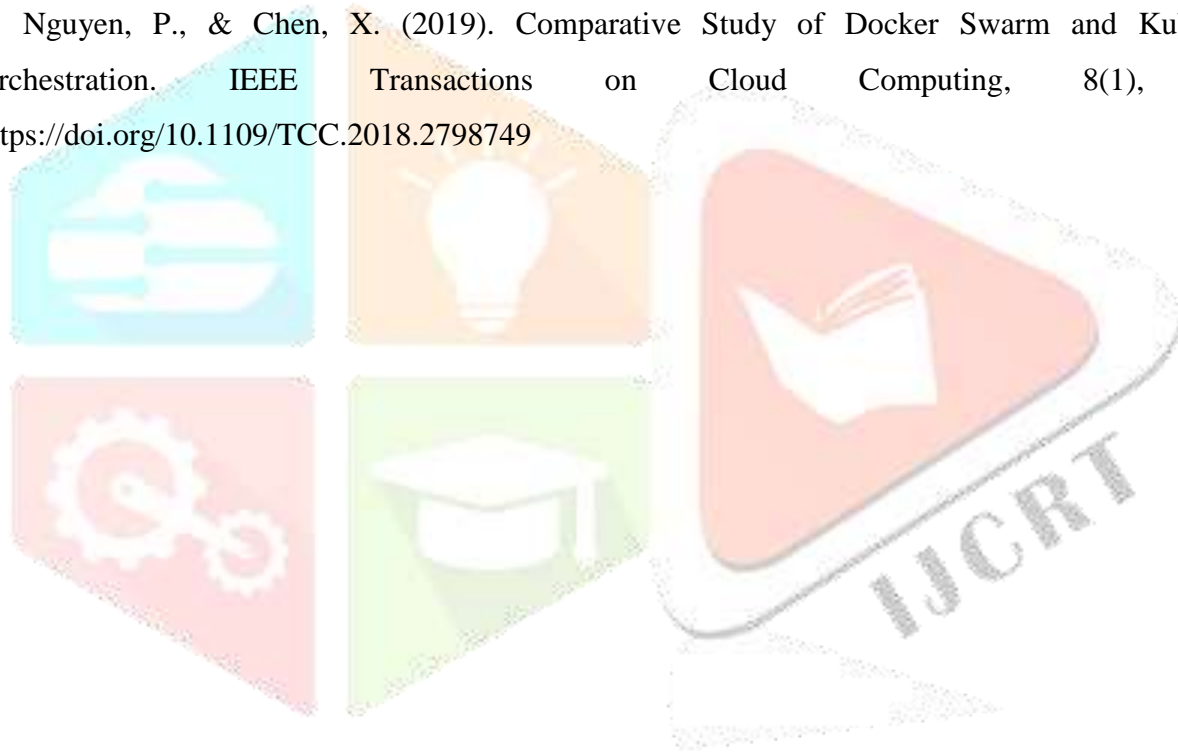 Nguyen, P., & Chen, X. (2019). Comparative Study of Docker Swarm and Ku
rchestration. IEEE Transactions on Cloud Computing, 8(1),
tps://doi.org/10.1109/TCC.2018.2798749
IJCRT